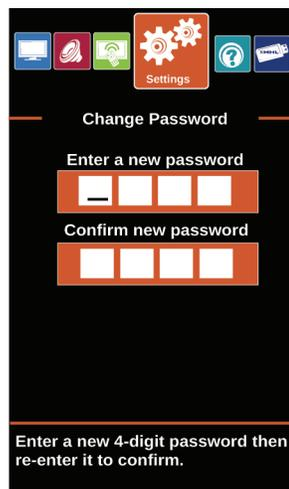 Settings
Change Password
Enter a new password
Confirm new password
Enter a new 4-digit password then
re-enter it to confirm.